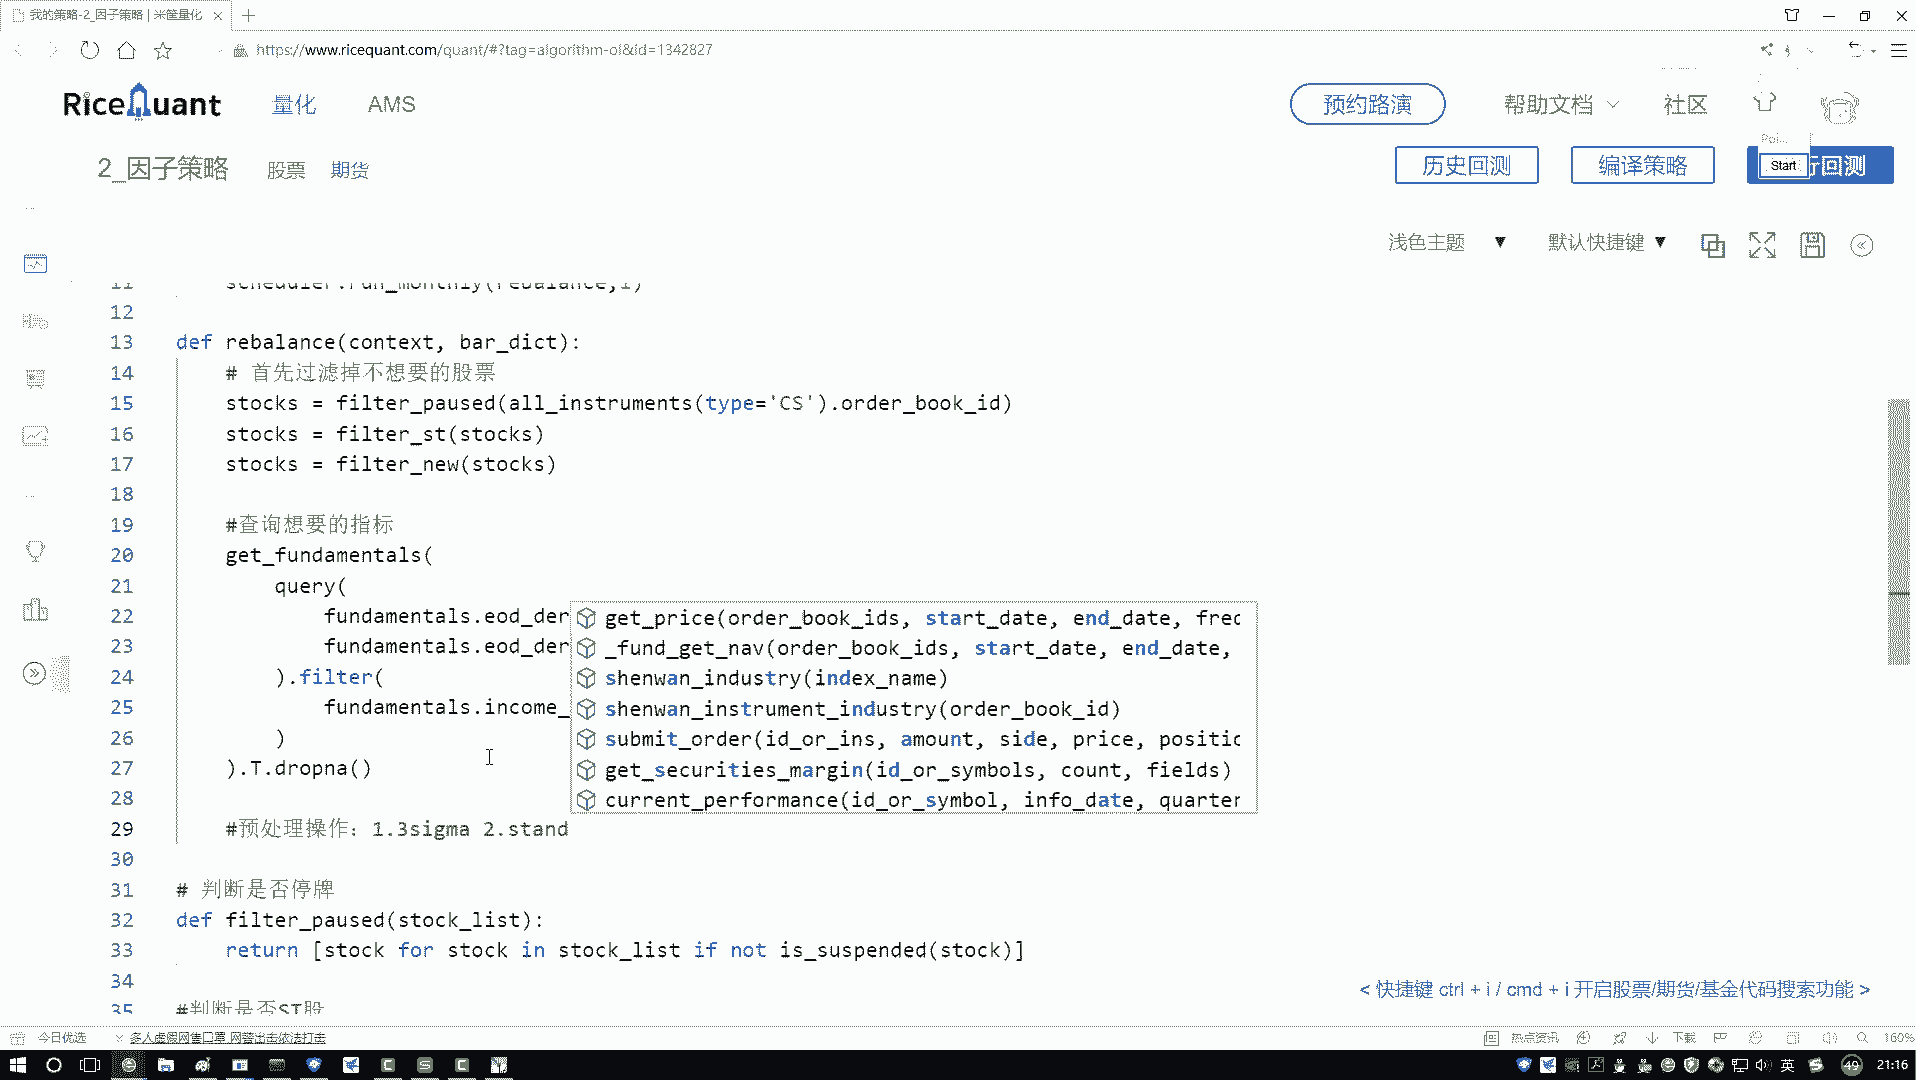 我的策略-2_因子策略 | 米筐量化
https://www.ricequant.com/quant/#?tag=algorithm-ol&id=1342827
RiceQuant 量化 AMS 预约路演 帮助文档 社区
Poi...
2_因子策略 股票 期货 历史回测 编译策略 Start 行回测
浅色主题 ▼ 默认快捷键 ▼
11 scheduler.run_monthly(rebalance,1)
12
13 def rebalance(context, bar_dict):
14 # 首先过滤掉不想要的股票
15 stocks = filter_paused(all_instruments(type='CS').order_book_id)
16 stocks = filter_st(stocks)
17 stocks = filter_new(stocks)
18
19 #查询想要的指标
20 get_fundamentals(
21 query(
22 fundamentals.eod_der
23 fundamentals.eod_der
24 ).filter(
25 fundamentals.income_
26 )
27 ).T.dropna()
28
29 #预处理操作：1.3sigma 2.stand
30
31 # 判断是否停牌
32 def filter_paused(stock_list):
33 return [stock for stock in stock_list if not is_suspended(stock)]
34
35 #判断是否ST股
get_price(order_book_ids, start_date, end_date, freq
_fund_get_nav(order_book_ids, start_date, end_date,
shenwan_industry(index_name)
shenwan_instrument_industry(order_book_id)
submit_order(id_or_ins, amount, side, price, positic
get_securities_margin(id_or_symbols, count, fields)
current_performance(id_or_symbol, info_date, quarter
< 快捷键 ctrl + i / cmd + i 开启股票/期货/基金代码搜索功能 >
今日优选 多人虚假网售口罩 网警出击依法打击 热点资讯 下载 160%
英 49 21:16